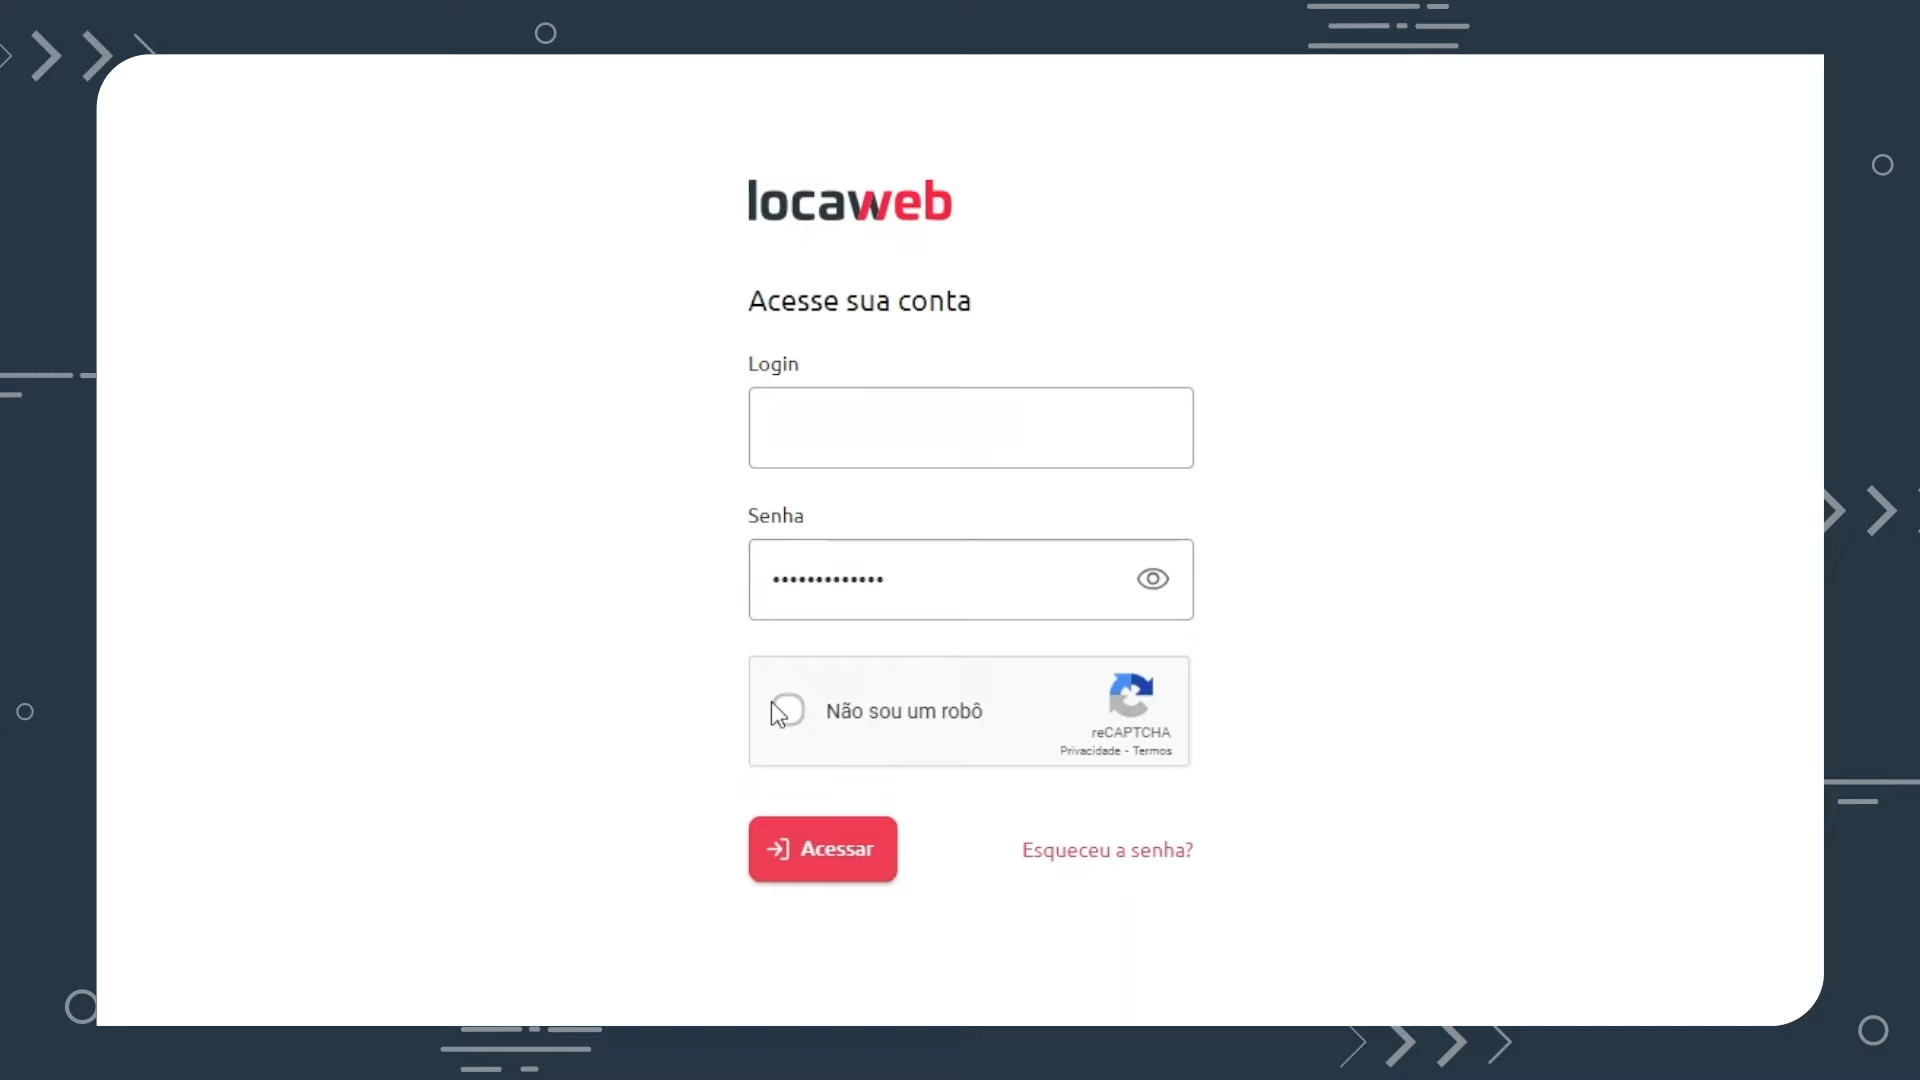 locaweb
Acesse sua conta
Login
Senha
•••••••••••••
Não sou um robô
reCAPTCHA
Privacidade - Termos
Acessar
Esqueceu a senha?